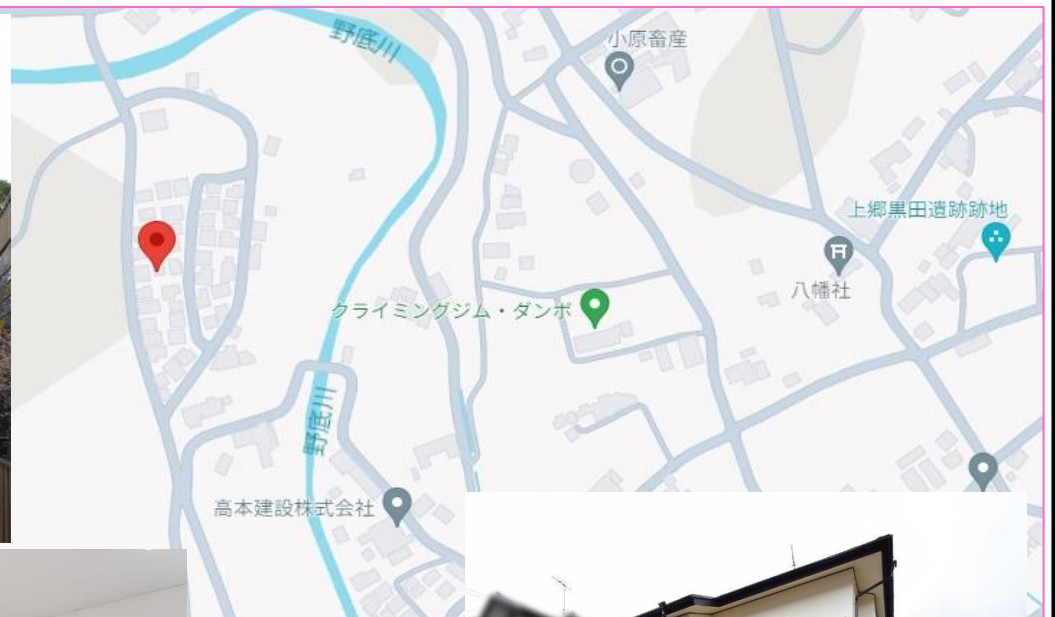 野底川
小原畜産
上郷黒田遺跡跡地
八幡社
クライミングジム・ダンボ
野底川
高本建設株式会社